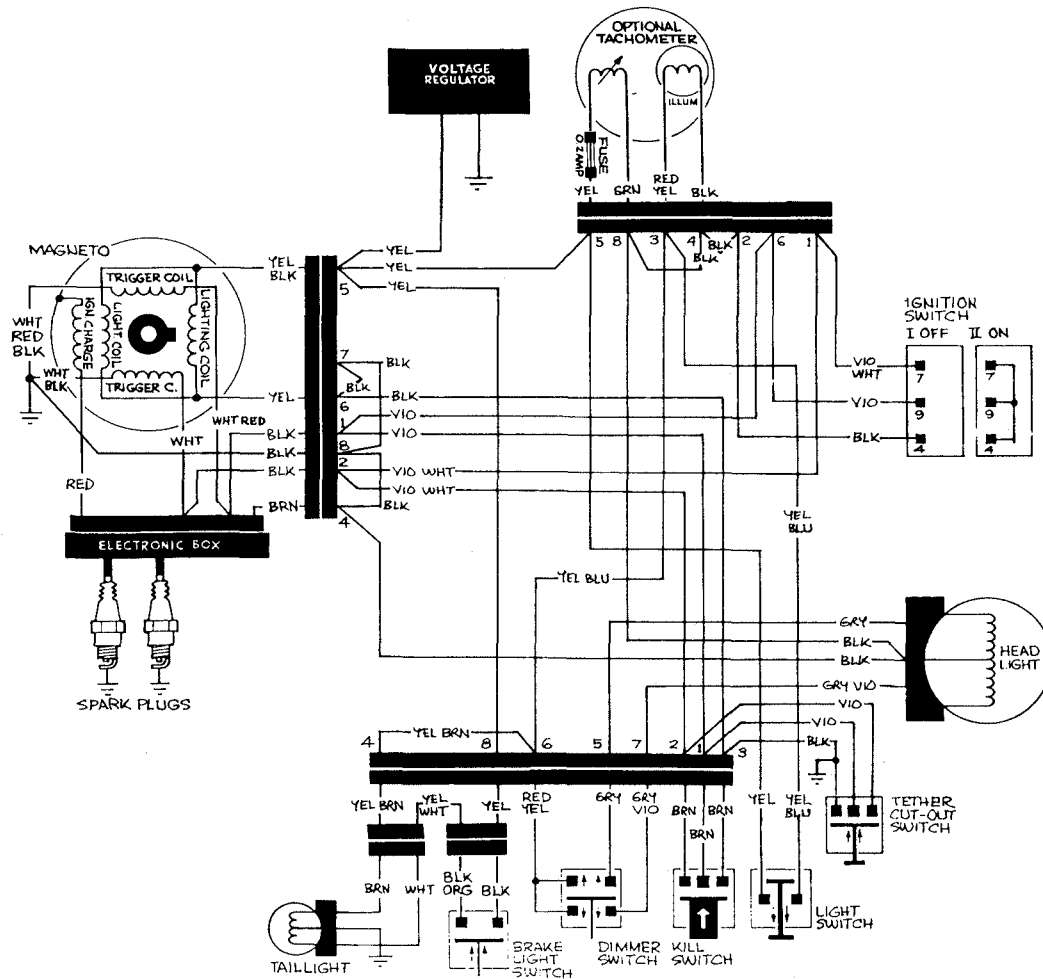 OPTIONAL
TACHOMETER
ILLUM
VOLTAGE
REGULATOR
FUSE
0.2 AMP
YEL
GRN
RED
YEL
BLK
5 8 3 4 BLK 2 6 1
BLK
MAGNETO
TRIGGER COIL
IGN CHARGE
LIGHT COIL
LIGHTING COIL
TRIGGER C.
WHT
RED
BLK
WHT
BLK
YEL
BLK
YEL
YEL
YEL
5
7
BLK
BLK
6
BLK
YEL
1
VIO
WHT RED
BLK
VIO
WHT
BLK
8
BLK
2
VIO WHT
VIO WHT
RED
BRN
BLK
4
ELECTRONIC BOX
SPARK PLUGS
IGNITION
SWITCH
I OFF II ON
VIO
WHT
7 7
VIO
9 9
BLK
4 4
YEL
BLU
YEL BLU
GRY
BLK
BLK
GRY VIO
HEAD
LIGHT
VIO
VIO
BLK
4
YEL BRN
8 6 5 7 2 1 3
YEL BRN
YEL
WHT
YEL
RED
YEL
GRY
GRY
VIO
BRN
BRN
BRN
YEL
YEL
BLU
TETHER
CUT-OUT
SWITCH
BRN
WHT
BLK
ORG
BLK
TAILLIGHT
BRAKE
LIGHT
SWITCH
DIMMER
SWITCH
KILL
SWITCH
LIGHT
SWITCH